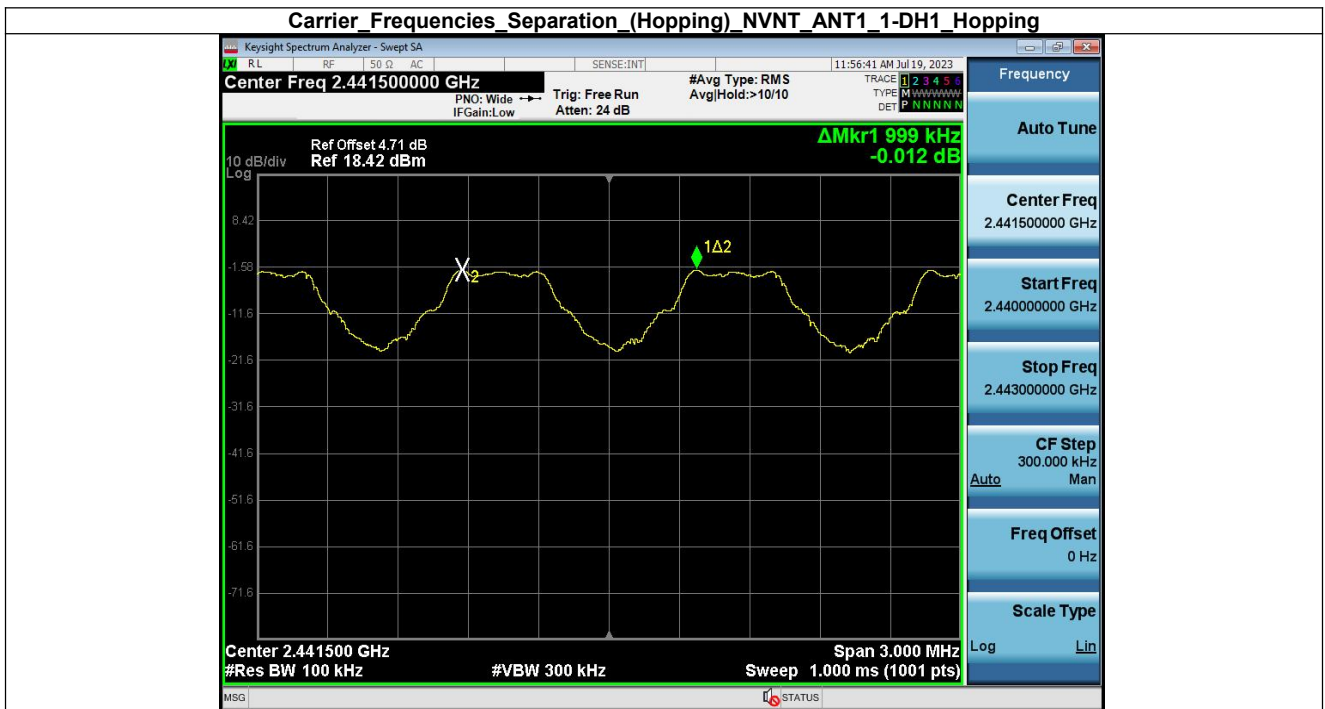 Carrier_Frequencies_Separation_(Hopping)_NVNT_ANT1_1-DH1_Hopping
Keysight Spectrum Analyzer - Swept SA
LXI RL RF 50 Ω AC SENSE:INT 11:56:41 AM Jul 19, 2023
Center Freq 2.441500000 GHz
PNO: Wide
IFGain:Low
Trig: Free Run
Atten: 24 dB
#Avg Type: RMS
Avg|Hold:>10/10
TRACE 1 2 3 4 5 6
TYPE M WWWWW
DET P N N N N N
Ref Offset 4.71 dB
10 dB/div Ref 18.42 dBm
Log
ΔMkr1 999 kHz
-0.012 dB
8.42
-1.58
-11.6
-21.6
-31.6
-41.6
-51.6
-61.6
-71.6
X2
1Δ2
Center 2.441500 GHz
Span 3.000 MHz
#Res BW 100 kHz
#VBW 300 kHz
Sweep 1.000 ms (1001 pts)
MSG
STATUS
Frequency
Auto Tune
Center Freq
2.441500000 GHz
Start Freq
2.440000000 GHz
Stop Freq
2.443000000 GHz
CF Step
300.000 kHz
Auto Man
Freq Offset
0 Hz
Scale Type
Log Lin